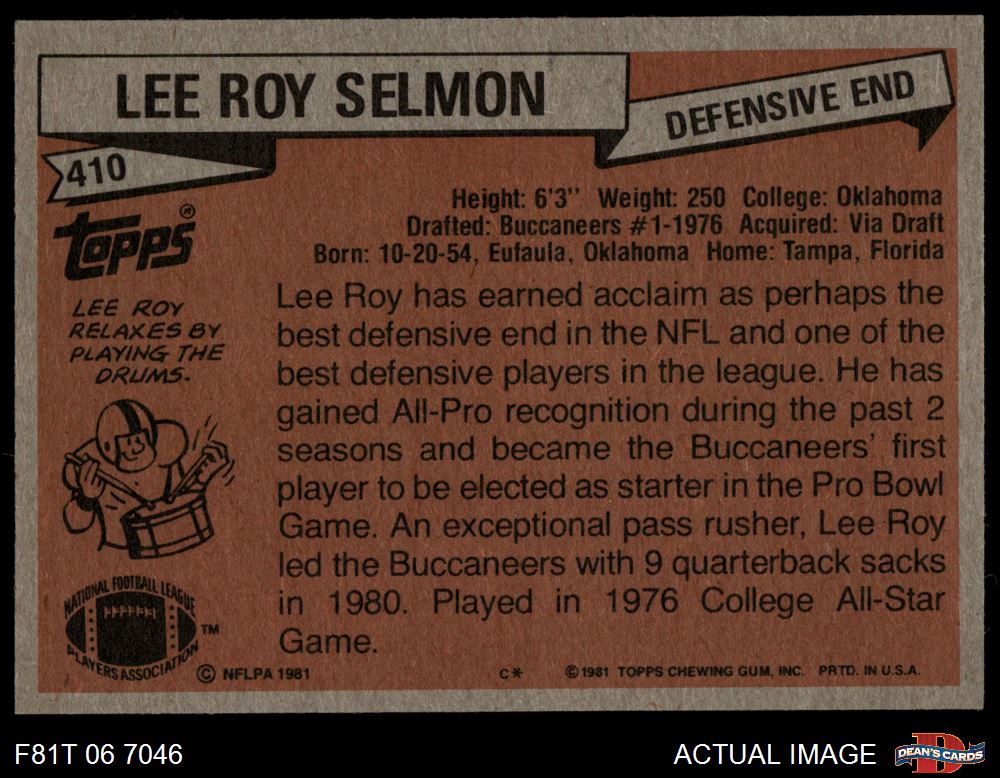 LEE ROY SELMON
DEFENSIVE END
410
topps®
Height: 6'3'' Weight: 250 College: Oklahoma
Drafted: Buccaneers #1-1976 Acquired: Via Draft
Born: 10-20-54, Eufaula, Oklahoma Home: Tampa, Florida
LEE ROY
RELAXES BY
PLAYING THE
DRUMS.
Lee Roy has earned acclaim as perhaps the
best defensive end in the NFL and one of the
best defensive players in the league. He has
gained All-Pro recognition during the past 2
seasons and became the Buccaneers' first
player to be elected as starter in the Pro Bowl
Game. An exceptional pass rusher, Lee Roy
led the Buccaneers with 9 quarterback sacks
in 1980. Played in 1976 College All-Star
Game.
NATIONAL FOOTBALL LEAGUE
PLAYERS ASSOCIATION
TM
© NFLPA 1981
C*
© 1981 TOPPS CHEWING GUM, INC. PRTD. IN U.S.A.
F81T 06 7046
ACTUAL IMAGE
D
DEAN'S CARDS